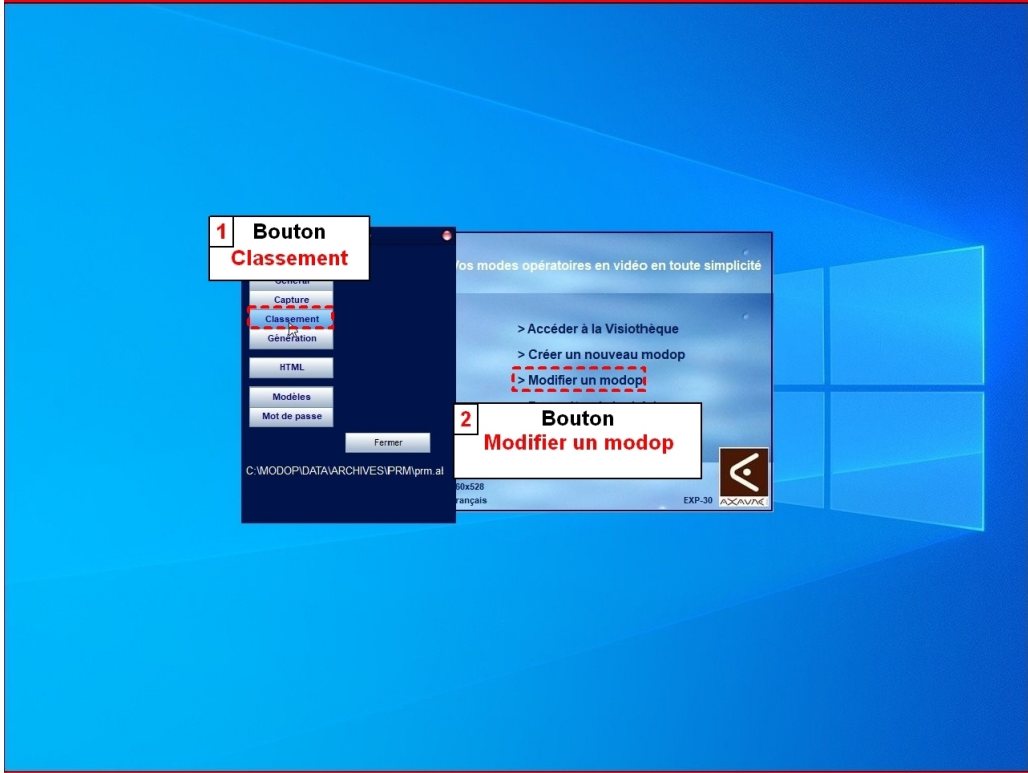 1 Bouton
Classement
Général
Capture
Classement
Génération
HTML
Modèles
Mot de passe
Fermer
C:\MODOP\DATA\ARCHIVES\PRM\prm.al
Vos modes opératoires en vidéo en toute simplicité
> Accéder à la Visiothèque
> Créer un nouveau modop
> Modifier un modop
2 Bouton
Modifier un modop
60x528
rançais
EXP-30
AXAVNE